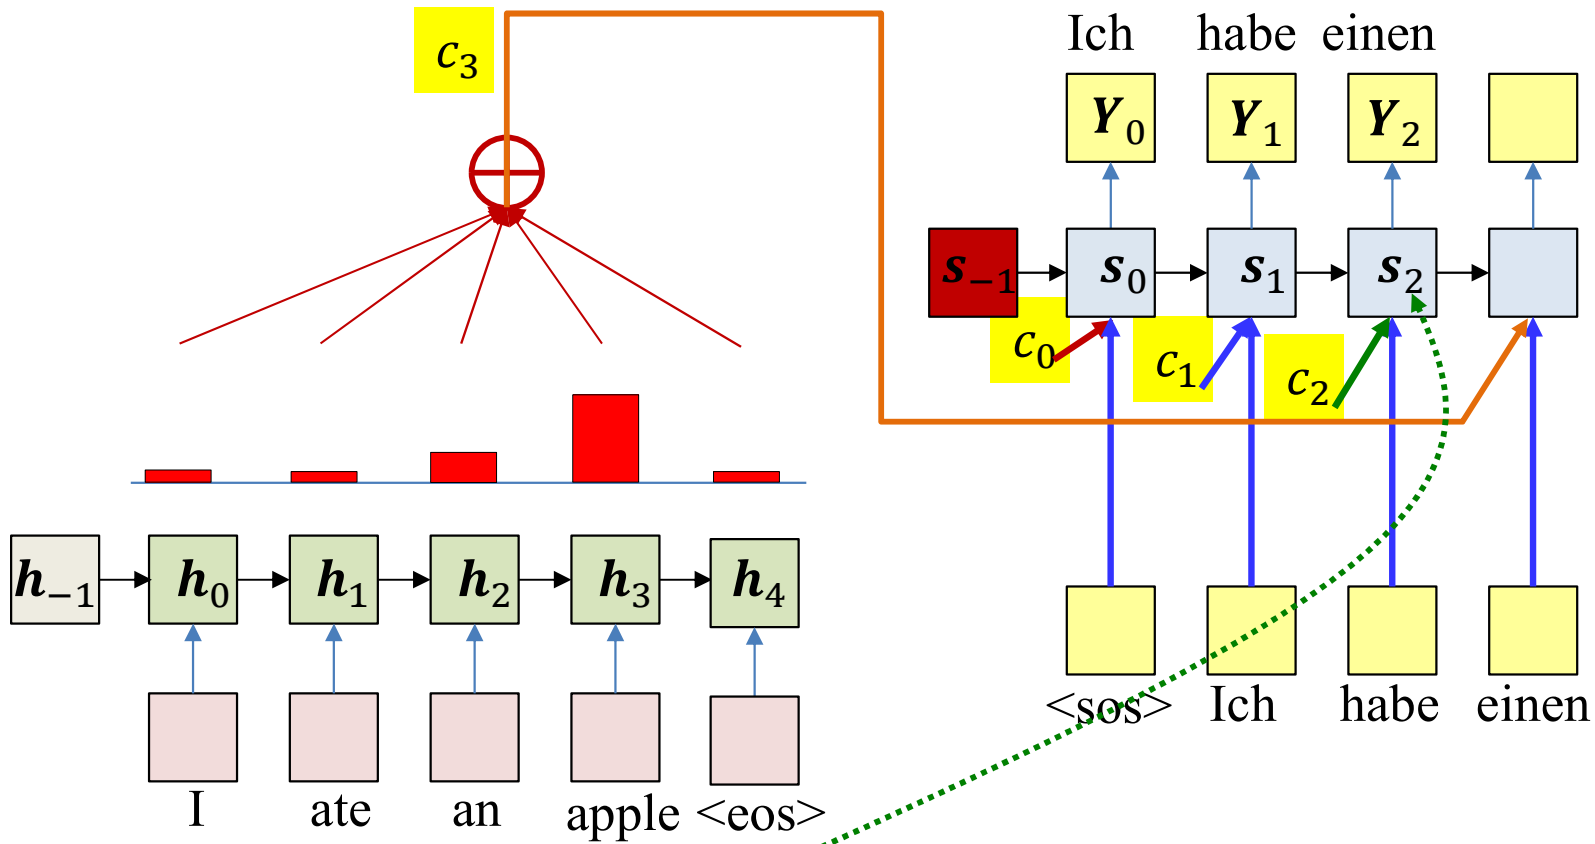 c₃
Ich habe einen
Y₀ Y₁ Y₂
s₋₁ s₀ s₁ s₂
c₀ c₁ c₂
h₋₁ h₀ h₁ h₂ h₃ h₄
<sos> Ich habe einen
I ate an apple <eos>